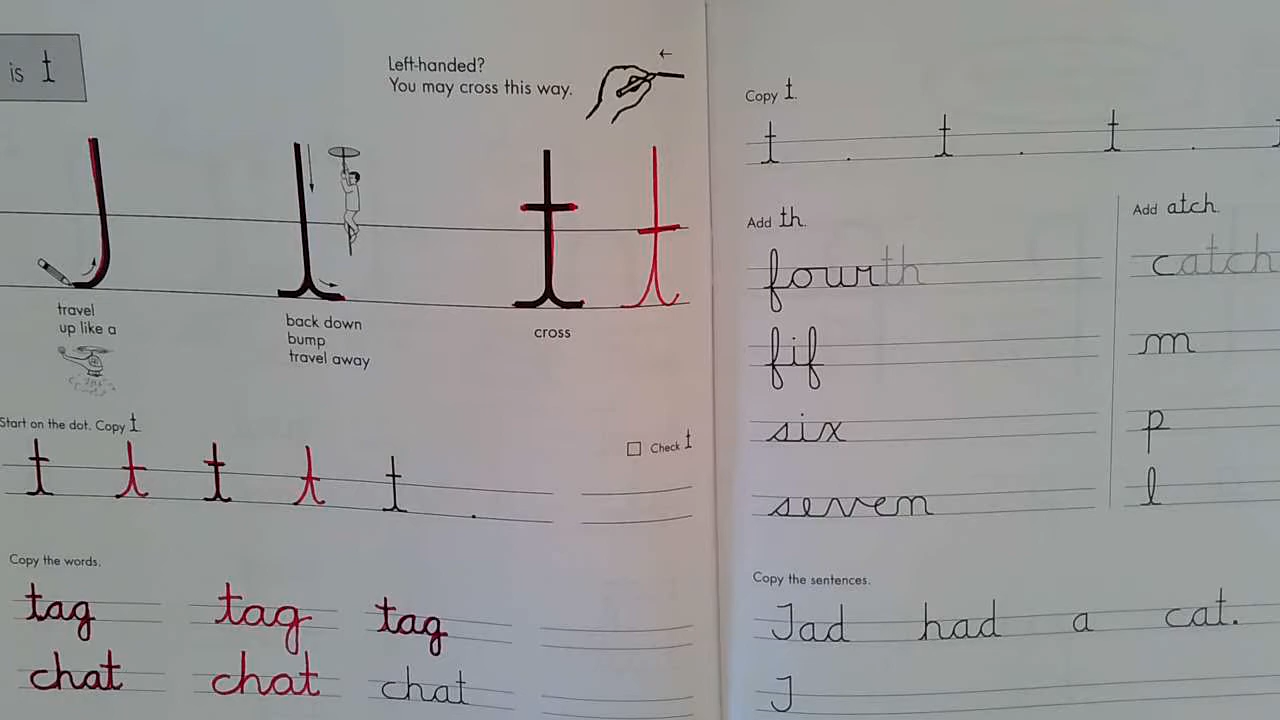 is t
Left-handed?
You may cross this way.
t t
travel
up like a
back down
bump
travel away
cross
Start on the dot. Copy t.
Check t
t t t t t .
Copy the words.
tag tag tag
chat chat chat
Copy t.
t . t . t .
Add th.
fourth
fif
six
seven
Add atch.
catch
m
p
l
Copy the sentences.
Jad had a cat.
J